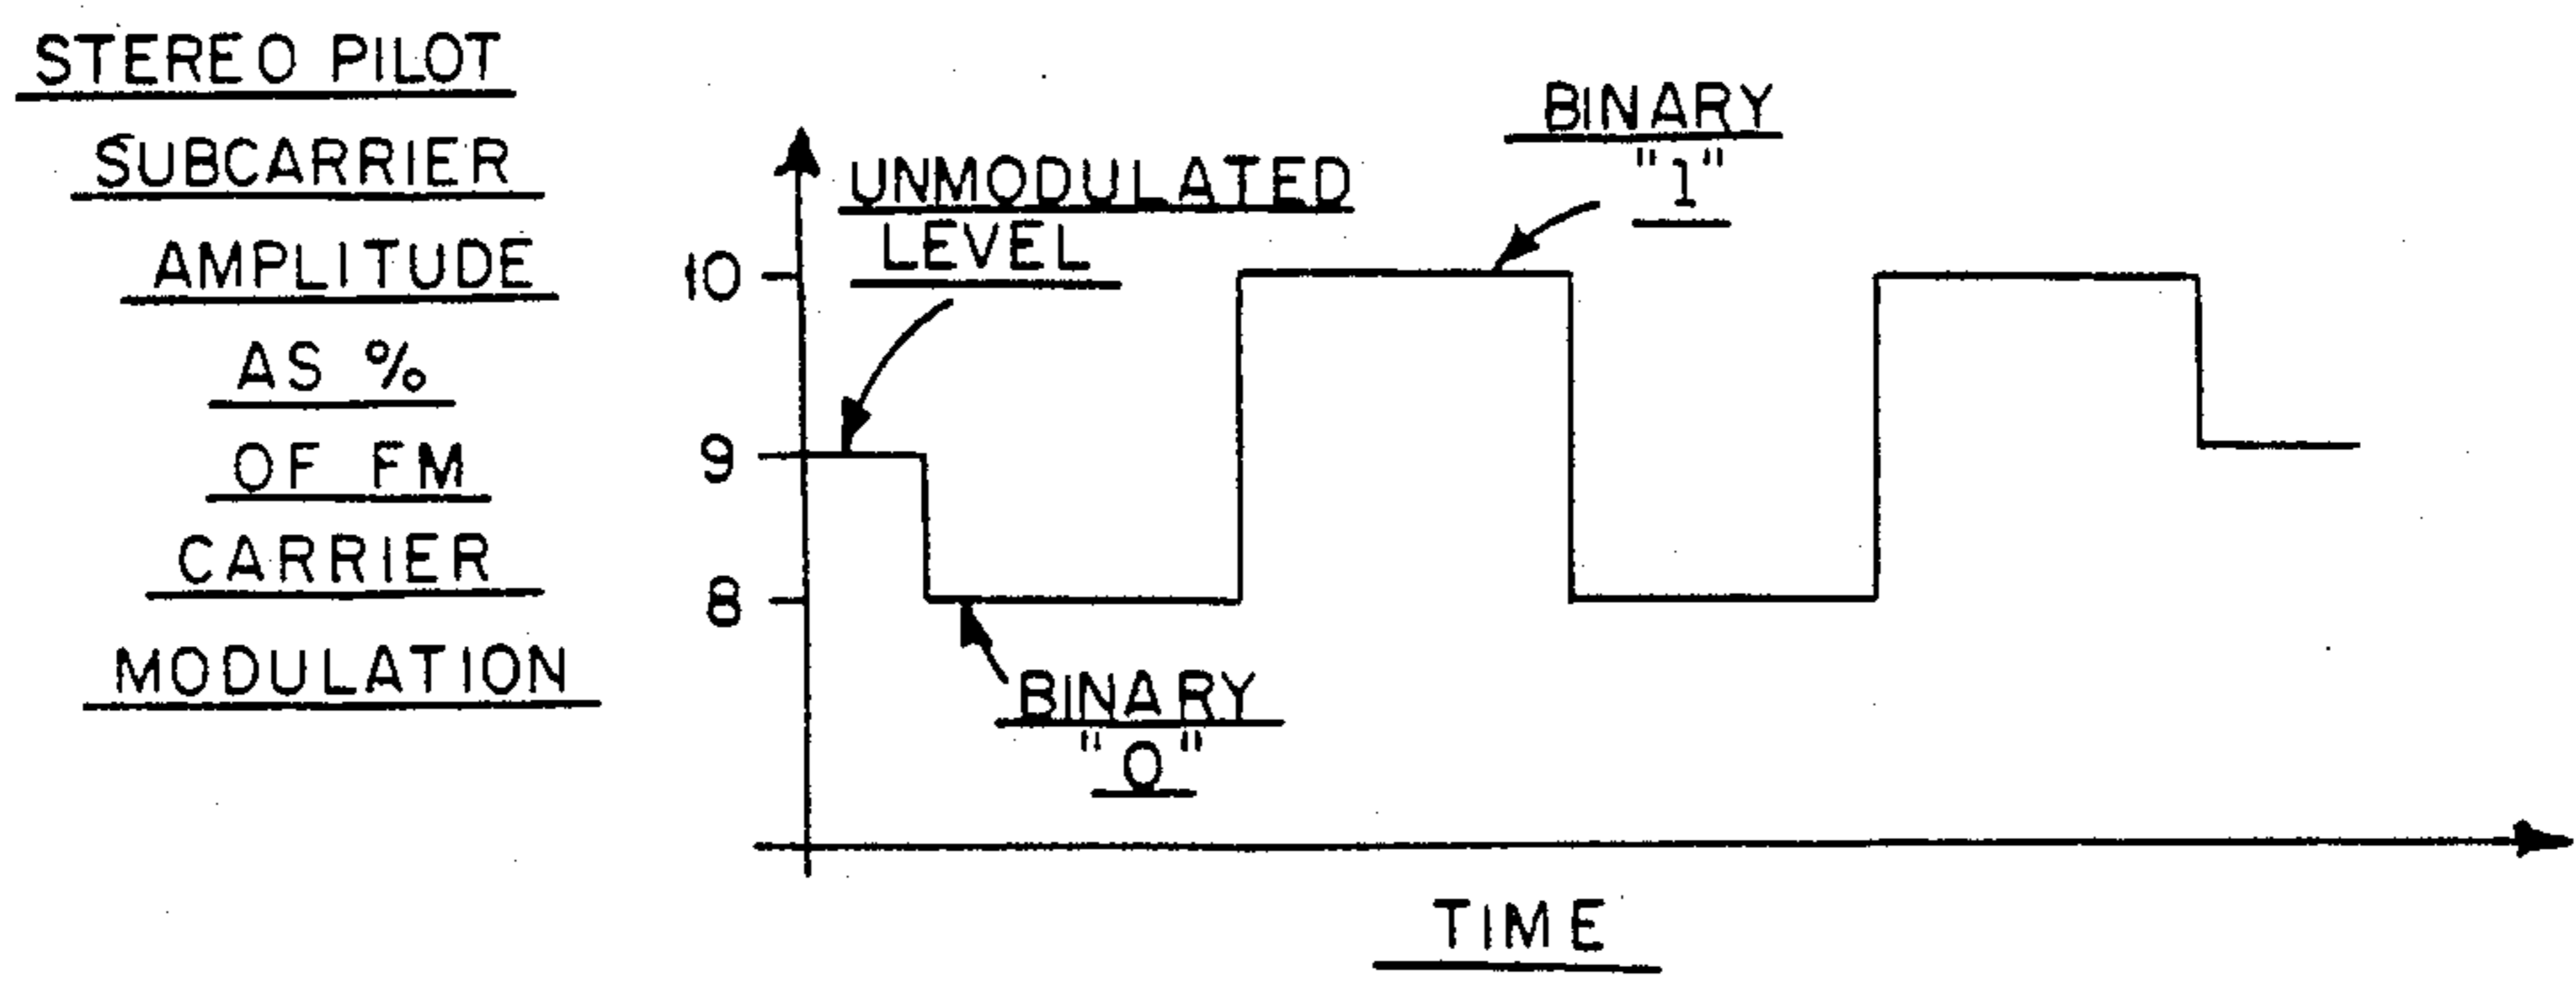 STEREO PILOT
SUBCARRIER
AMPLITUDE
AS %
OF FM
CARRIER
MODULATION
UNMODULATED
LEVEL
BINARY
"1"
10
9
8
BINARY
"0"
TIME